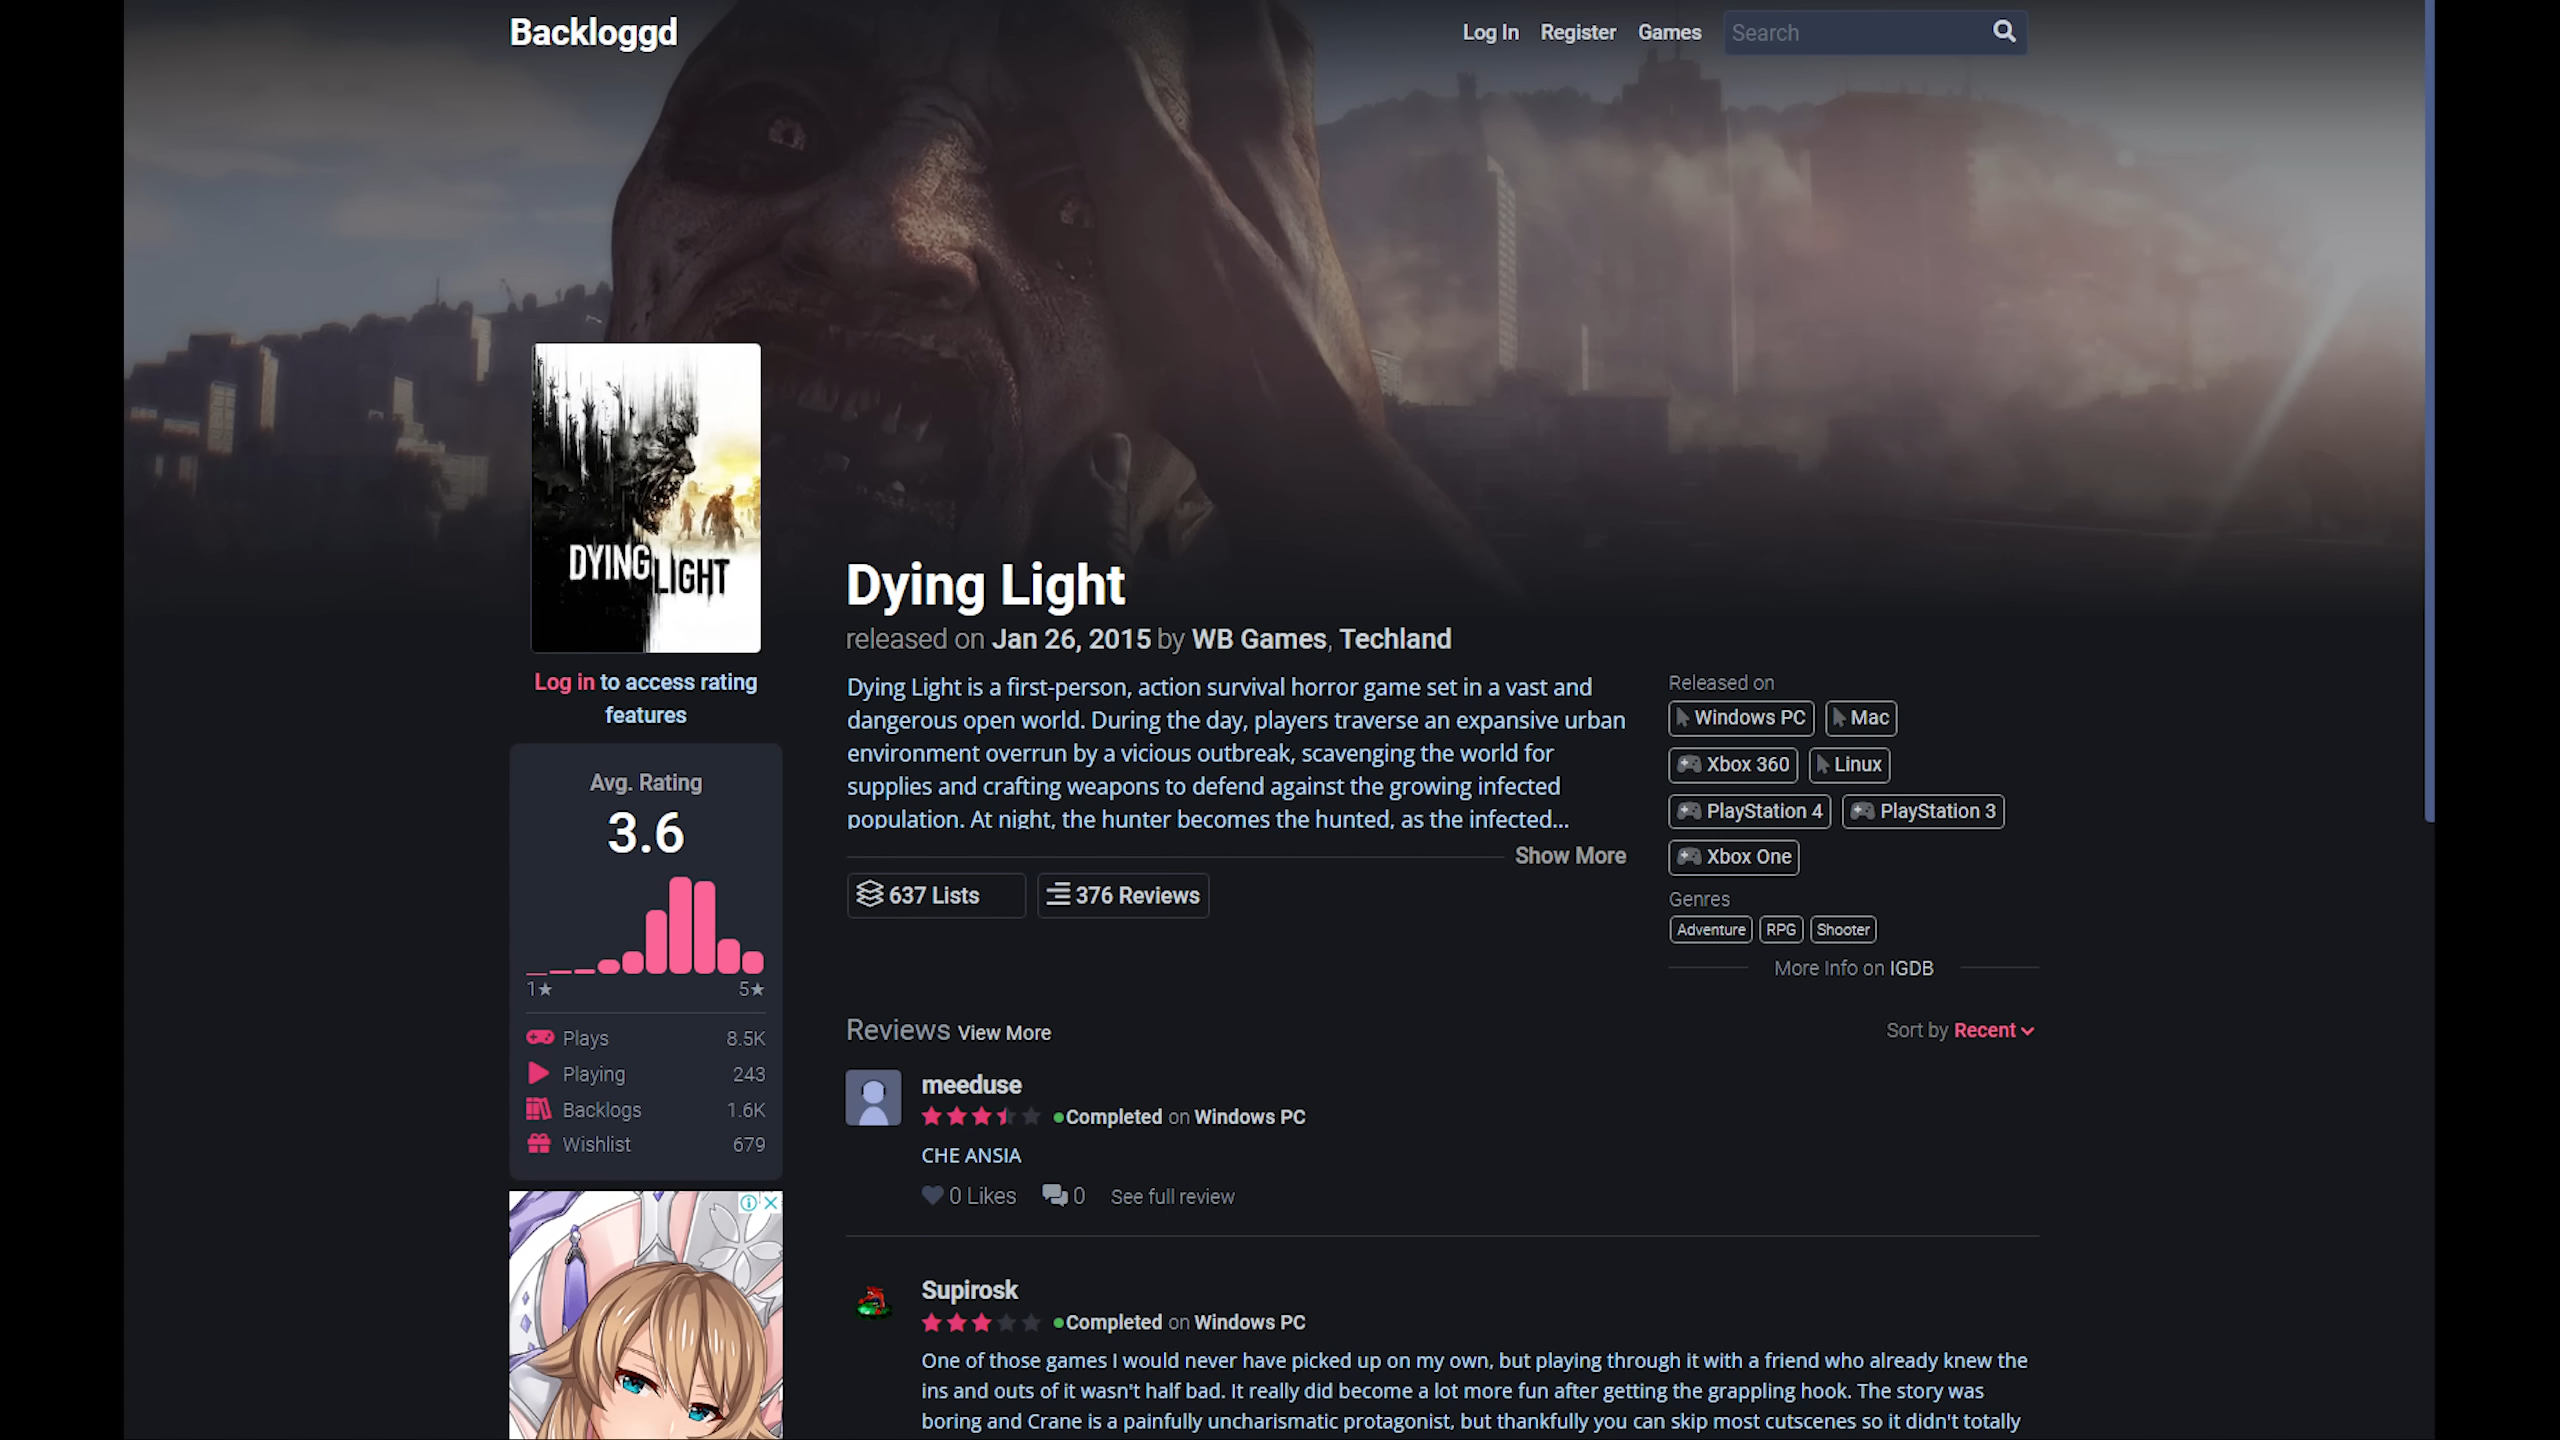 Backloggd
Log In
Register
Games
Search
DYING LIGHT
Log in to access rating
features
Avg. Rating
3.6
1★
5★
Plays 8.5K
Playing 243
Backlogs 1.6K
Wishlist 679
Dying Light
released on Jan 26, 2015 by WB Games, Techland
Dying Light is a first-person, action survival horror game set in a vast and
dangerous open world. During the day, players traverse an expansive urban
environment overrun by a vicious outbreak, scavenging the world for
supplies and crafting weapons to defend against the growing infected
population. At night, the hunter becomes the hunted, as the infected...
Show More
637 Lists
376 Reviews
Released on
Windows PC
Mac
Xbox 360
Linux
PlayStation 4
PlayStation 3
Xbox One
Genres
Adventure
RPG
Shooter
More Info on IGDB
Reviews View More
Sort by Recent
meeduse
Completed on Windows PC
CHE ANSIA
0 Likes
0
See full review
Supirosk
Completed on Windows PC
One of those games I would never have picked up on my own, but playing through it with a friend who already knew the
ins and outs of it wasn't half bad. It really did become a lot more fun after getting the grappling hook. The story was
boring and Crane is a painfully uncharismatic protagonist, but thankfully you can skip most cutscenes so it didn't totally